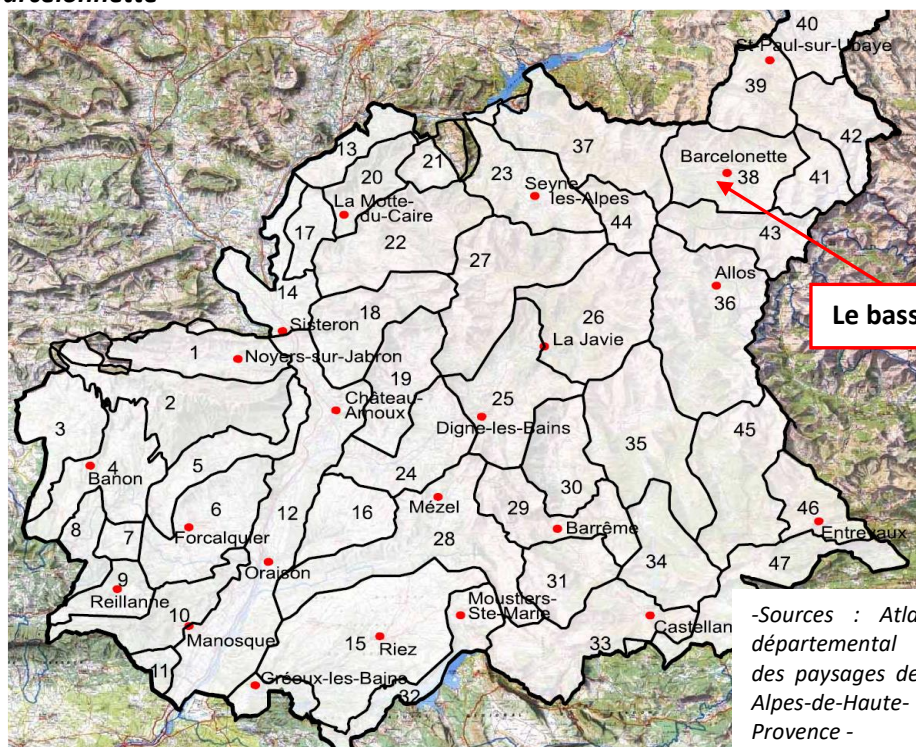 arcelonnette
40
St-Paul-sur-Ubaye
39
42
13
37
21
20
23
Barcelonette
38
41
Seyne
les-Alpes
La Motte-
du-Caire
44
17
22
43
27
Allos
36
14
26
18
Le bass
Sisteron
La Javie
1
Noyers-sur-Jabron
19
2
Château-
Arnoux
25
Digne-les-Bains
3
45
35
4
Banon
5
24
30
6
12
16
Mézel
29
46
8
7
Forcalquier
Barrême
Entrevaux
28
Oraison
34
47
9
31
Reillanne
Moustiers-
Ste-Marie
10
Manosque
15
Riez
Castellan
33
11
Gréoux-les-Bains
32
-Sources : Atla
départemental
des paysages de
Alpes-de-Haute-
Provence -